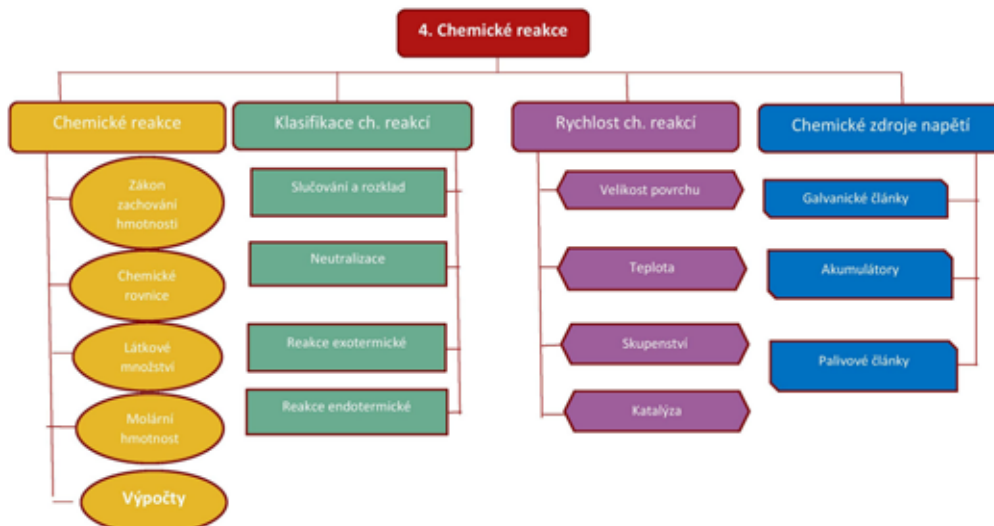 4. Chemické reakce
Chemické reakce
Zákon
zachování
hmotnosti
Chemické
rovnice
Látkové
množství
Molární
hmotnost
Výpočty
Klasifikace ch. reakcí
Slučování a rozklad
Neutralizace
Reakce exotermické
Reakce endotermické
Rychlost ch. reakcí
Velikost povrchu
Teplota
Skupenství
Katalýza
Chemické zdroje napětí
Galvanické články
Akumulátory
Palivové články